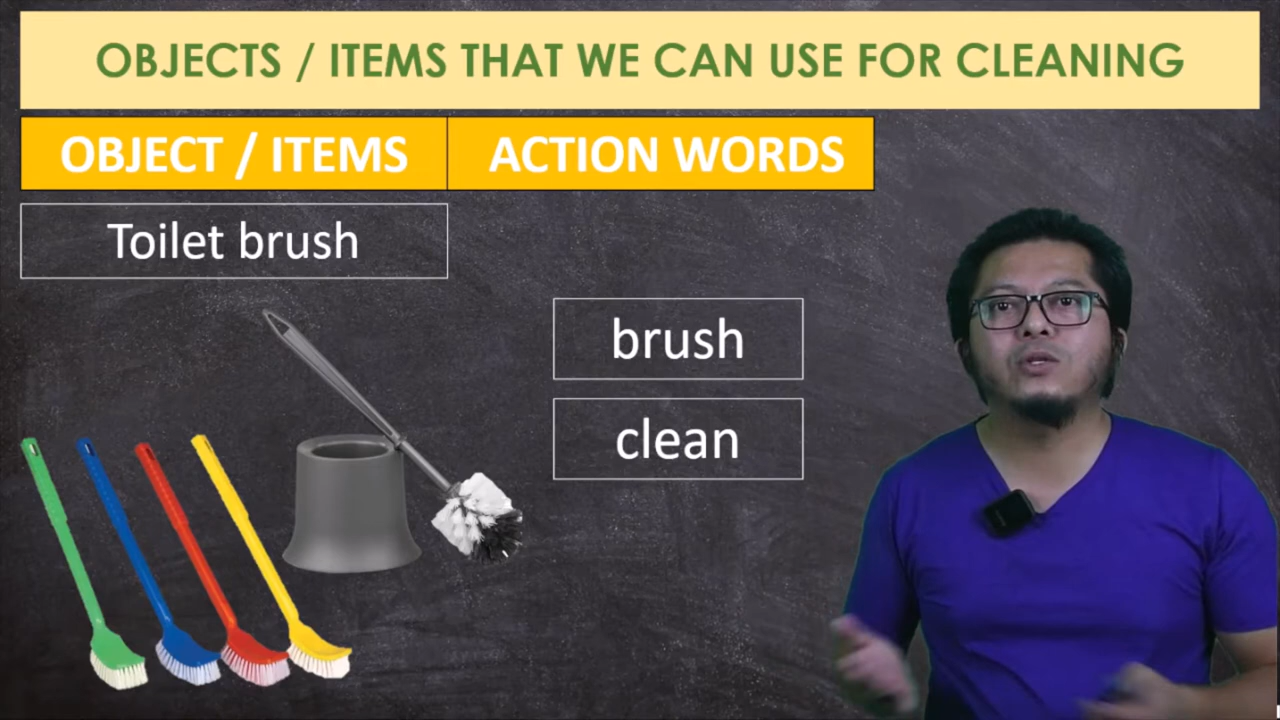 OBJECTS / ITEMS THAT WE CAN USE FOR CLEANING
OBJECT / ITEMS
ACTION WORDS
Toilet brush
brush
clean